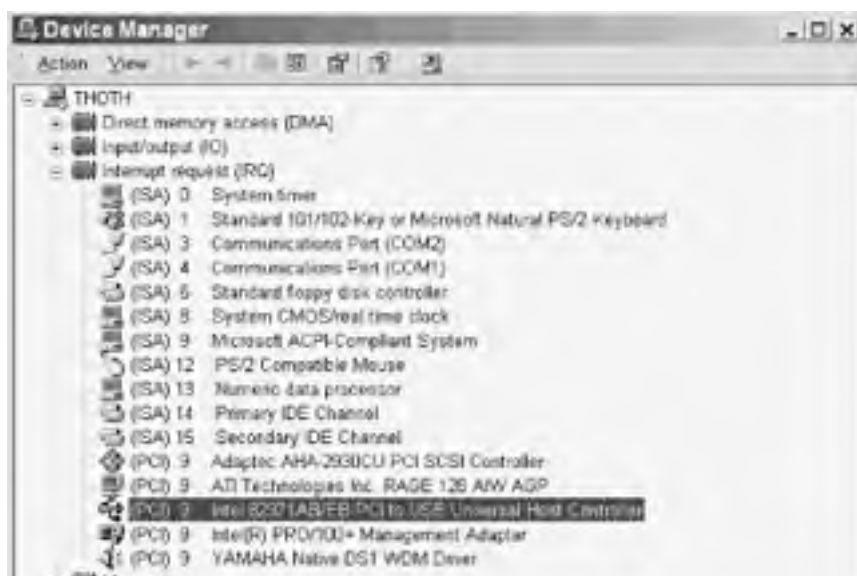 Device Manager
Action View
THOTH
Direct memory access (DMA)
Input/output (IO)
Interrupt request (IRQ)
(ISA) 0 System timer
(ISA) 1 Standard 101/102-Key or Microsoft Natural PS/2 Keyboard
(ISA) 3 Communications Port (COM2)
(ISA) 4 Communications Port (COM1)
(ISA) 6 Standard floppy disk controller
(ISA) 8 System CMOS/real time clock
(ISA) 9 Microsoft ACPI-Compliant System
(ISA) 12 PS/2 Compatible Mouse
(ISA) 13 Numeric data processor
(ISA) 14 Primary IDE Channel
(ISA) 15 Secondary IDE Channel
(PCI) 9 Adaptec AHA-2930CU PCI SCSI Controller
(PCI) 9 ATI Technologies Inc. RAGE 128 AIW AGP
(PCI) 9 Intel 82371AB/EB PCI to USB Universal Host Controller
(PCI) 9 Intel(R) PRO/100+ Management Adapter
(PCI) 9 YAMAHA Native DS1 WDM Driver